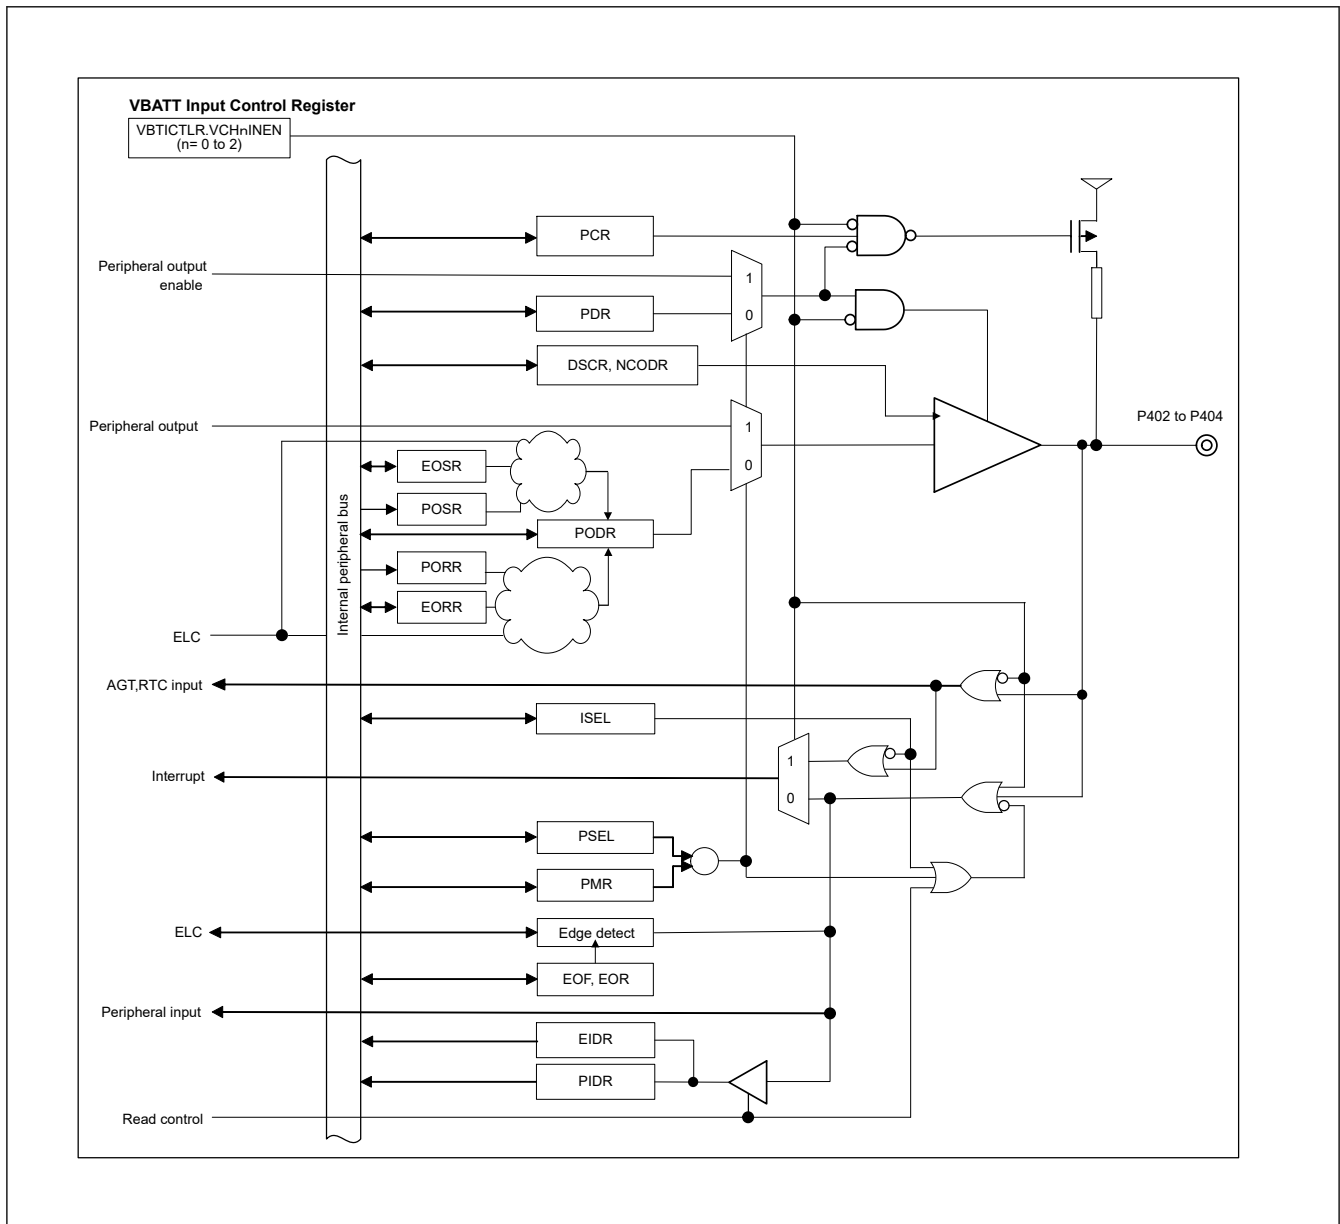 VBATT Input Control Register
VBTICTLR.VCHnINEN
(n= 0 to 2)
PCR
Peripheral output
enable
1
0
PDR
DSCR, NCODR
P402 to P404
Peripheral output
1
0
EOSR
POSR
PODR
Internal peripheral bus
PORR
EORR
ELC
AGT,RTC input
ISEL
Interrupt
1
0
PSEL
PMR
ELC
Edge detect
EOF, EOR
Peripheral input
EIDR
PIDR
Read control